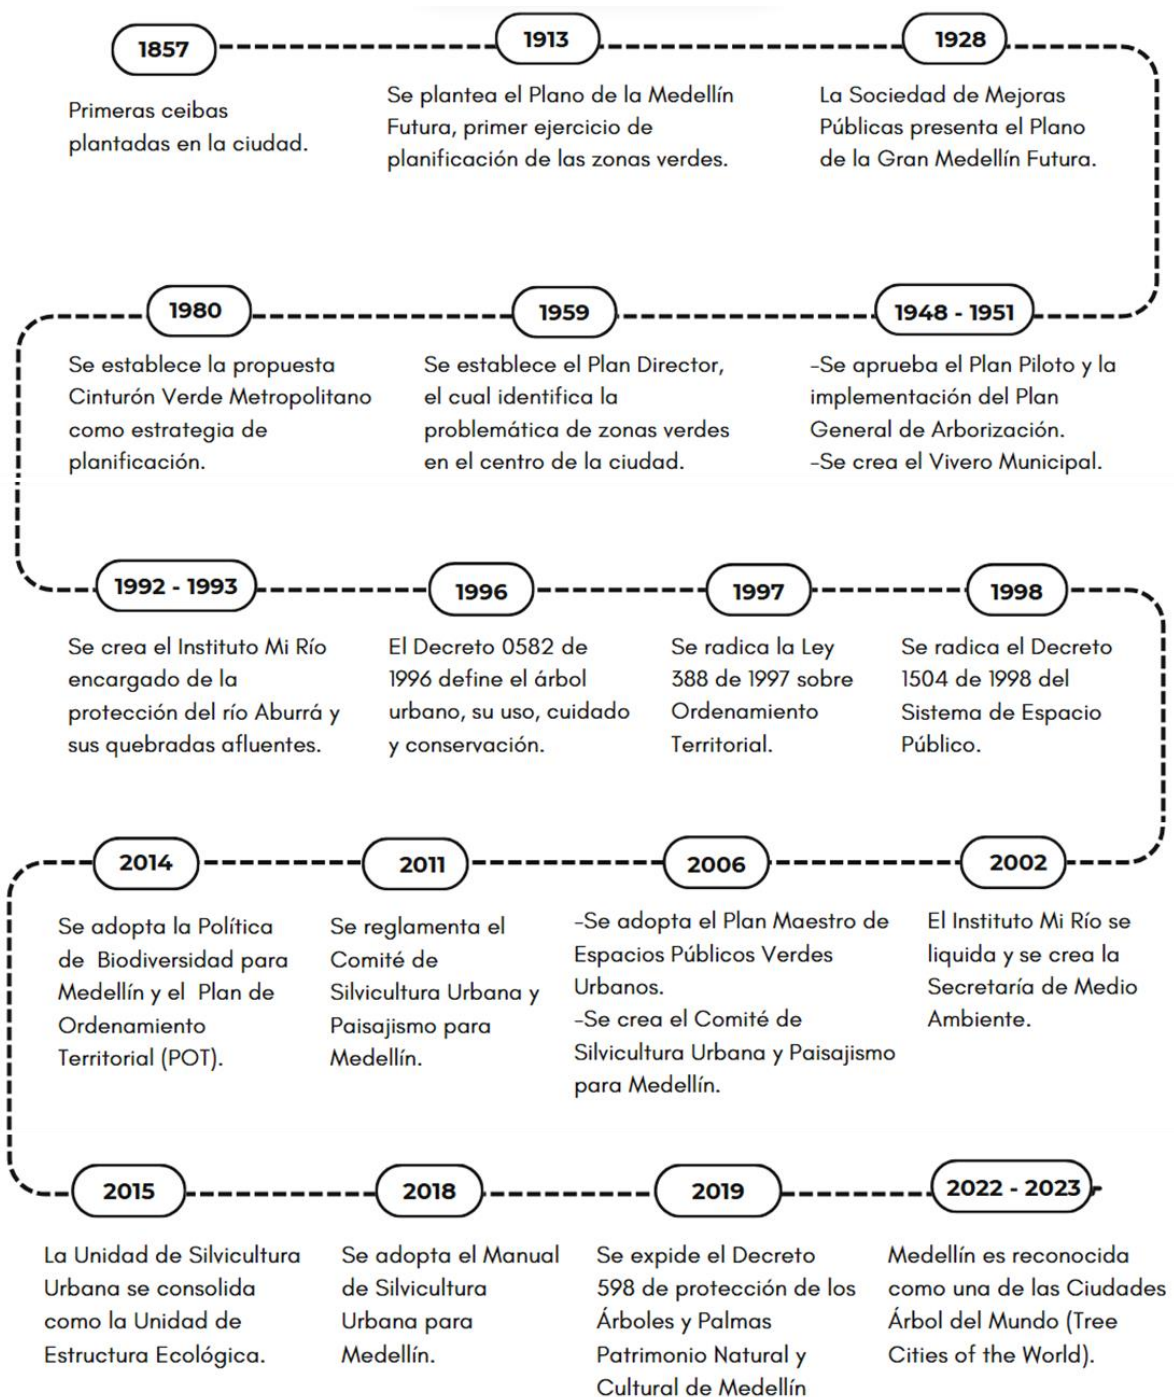 1857
Primeras ceibas
plantadas en la ciudad.
1913
Se plantea el Plano de la Medellín
Futura, primer ejercicio de
planificación de las zonas verdes.
1928
La Sociedad de Mejoras
Públicas presenta el Plano
de la Gran Medellín Futura.
1948 - 1951
-Se aprueba el Plan Piloto y la
implementación del Plan
General de Arborización.
-Se crea el Vivero Municipal.
1959
Se establece el Plan Director,
el cual identifica la
problemática de zonas verdes
en el centro de la ciudad.
1980
Se establece la propuesta
Cinturón Verde Metropolitano
como estrategia de
planificación.
1992 - 1993
Se crea el Instituto Mi Río
encargado de la
protección del río Aburrá y
sus quebradas afluentes.
1996
El Decreto 0582 de
1996 define el árbol
urbano, su uso, cuidado
y conservación.
1997
Se radica la Ley
388 de 1997 sobre
Ordenamiento
Territorial.
1998
Se radica el Decreto
1504 de 1998 del
Sistema de Espacio
Público.
2002
El Instituto Mi Río se
liquida y se crea la
Secretaría de Medio
Ambiente.
2006
-Se adopta el Plan Maestro de
Espacios Públicos Verdes
Urbanos.
-Se crea el Comité de
Silvicultura Urbana y Paisajismo
para Medellín.
2011
Se reglamenta el
Comité de
Silvicultura Urbana y
Paisajismo para
Medellín.
2014
Se adopta la Política
de Biodiversidad para
Medellín y el Plan de
Ordenamiento
Territorial (POT).
2015
La Unidad de Silvicultura
Urbana se consolida
como la Unidad de
Estructura Ecológica.
2018
Se adopta el Manual
de Silvicultura
Urbana para
Medellín.
2019
Se expide el Decreto
598 de protección de los
Árboles y Palmas
Patrimonio Natural y
Cultural de Medellín
2022 - 2023
Medellín es reconocida
como una de las Ciudades
Árbol del Mundo (Tree
Cities of the World).